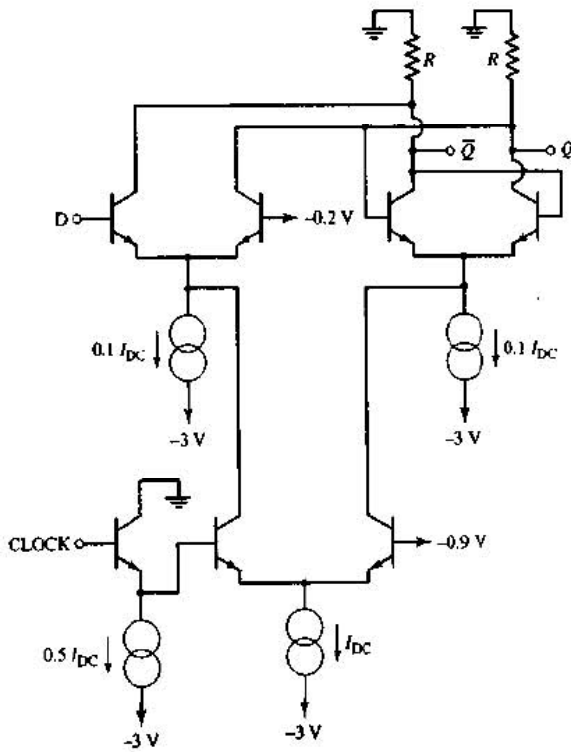 R
R
Q̅
Q
D
–0.2 V
0.1 I_DC
0.1 I_DC
–3 V
–3 V
CLOCK
–0.9 V
0.5 I_DC
I_DC
–3 V
–3 V